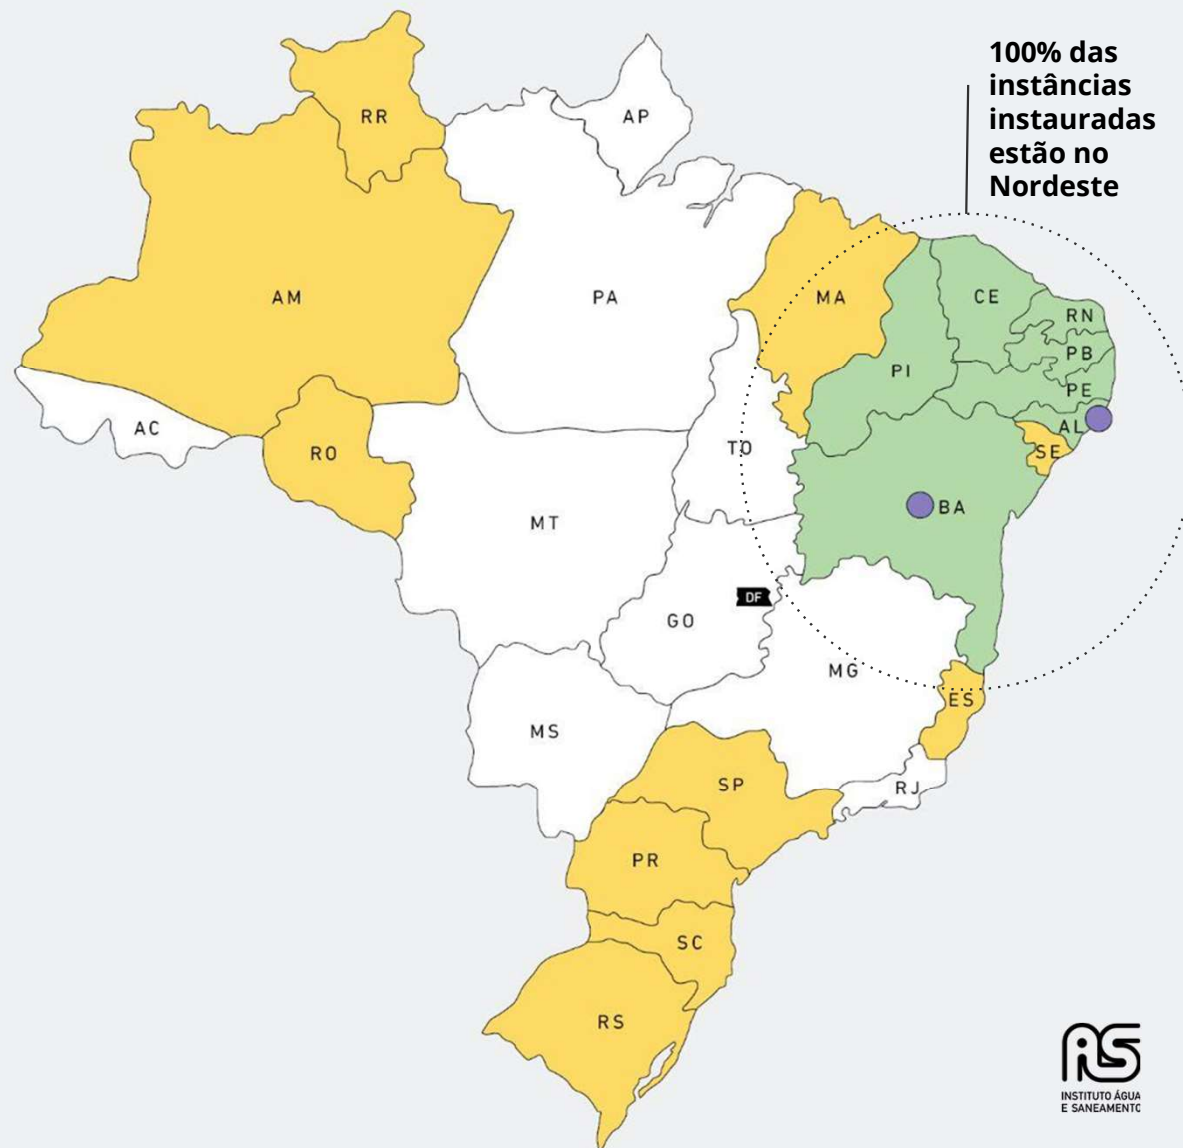 100% das
instâncias
instauradas
estão no
Nordeste
RR
AP
AM
PA
MA
CE
RN
PB
PE
PI
AL
SE
AC
RO
TO
BA
MT
DF
GO
MG
ES
MS
SP
RJ
PR
SC
RS
INSTITUTO ÁGUA
E SANEAMENTO